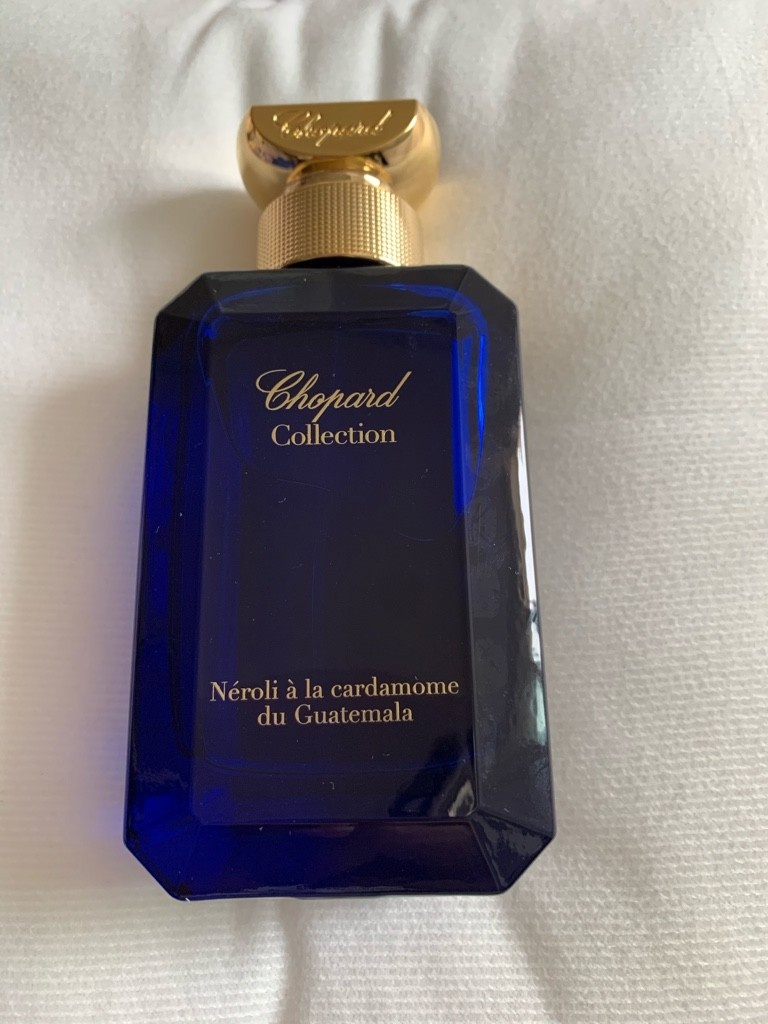 Chopard
Chopard
Collection
Néroli à la cardamome
du Guatemala